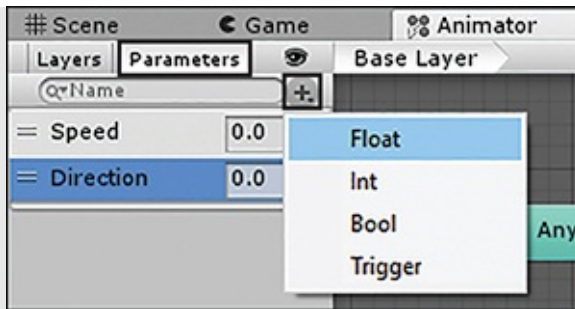 Scene Game Animator
Layers Parameters Base Layer
Name
Speed 0.0
Direction 0.0
Float
Int
Bool
Trigger
Any